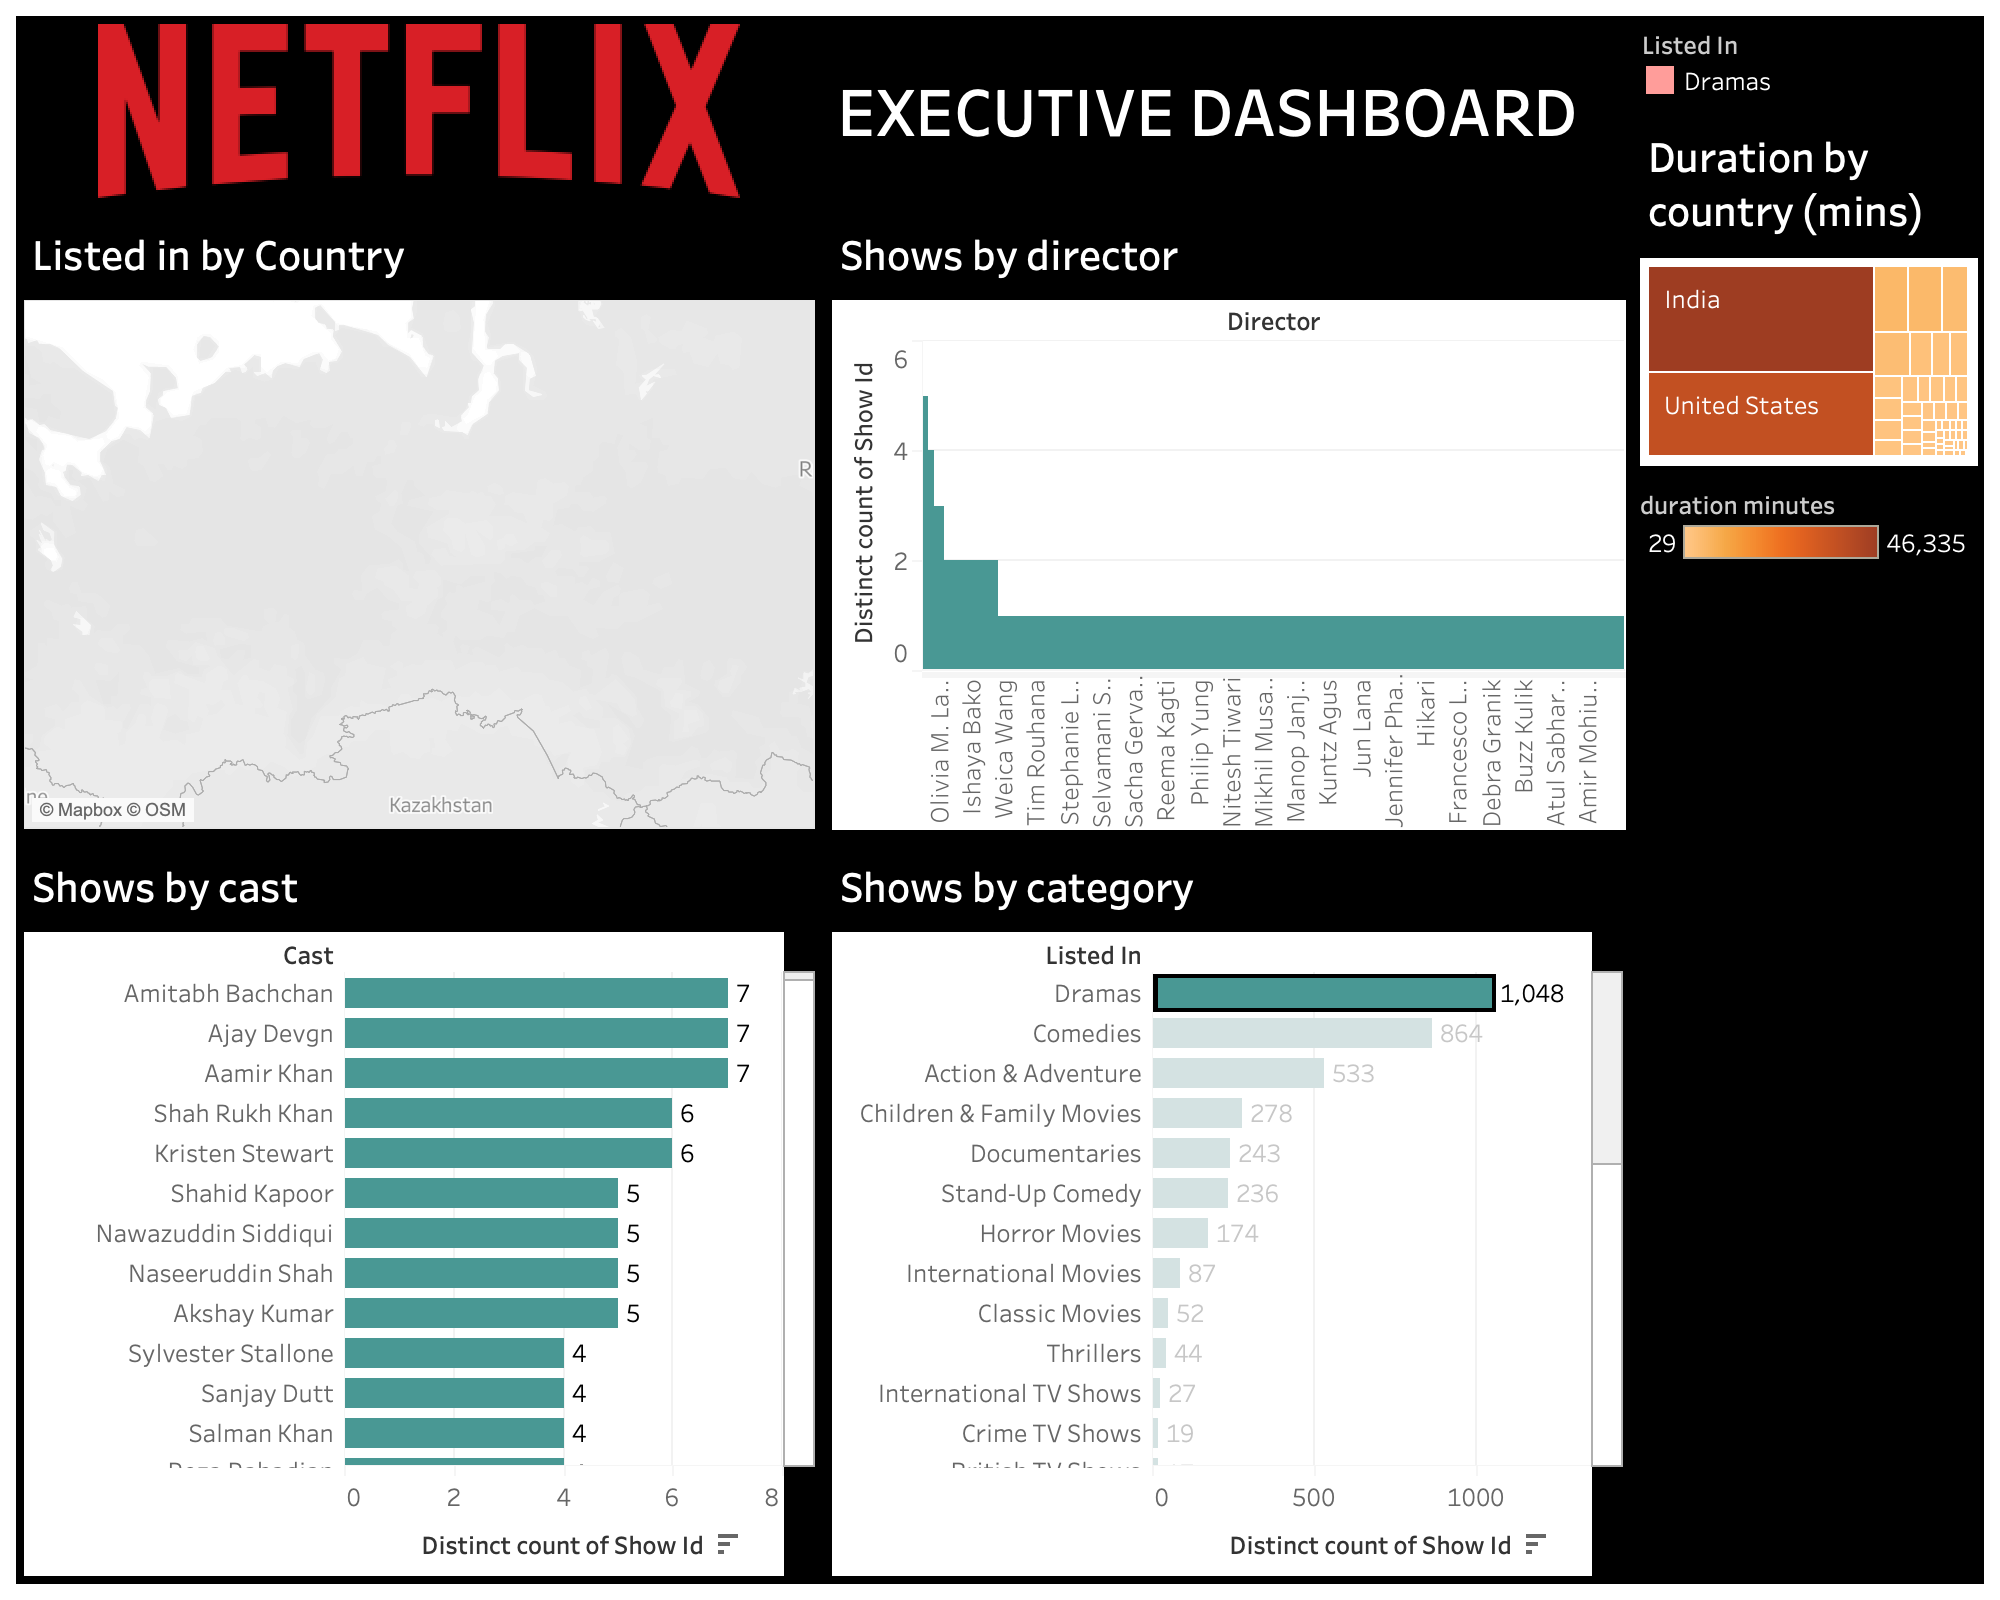 NETFLIX
EXECUTIVE DASHBOARD
Listed In
Dramas
Duration by
country (mins)
India
United States
duration minutes
29
46,335
Listed in by Country
R
Kazakhstan
© Mapbox © OSM
Shows by director
Director
Distinct count of Show Id
6
4
2
0
Olivia M. La..
Ishaya Bako
Weica Wang
Tim Rouhana
Stephanie L..
Selvamani S..
Sacha Gerva..
Reema Kagti
Philip Yung
Nitesh Tiwari
Mikhil Musa..
Manop Janj..
Kuntz Agus
Jun Lana
Jennifer Pha..
Hikari
Francesco L..
Debra Granik
Buzz Kulik
Atul Sabhar..
Amir Mohiu..
Shows by cast
Cast
Amitabh Bachchan 7
Ajay Devgn 7
Aamir Khan 7
Shah Rukh Khan 6
Kristen Stewart 6
Shahid Kapoor 5
Nawazuddin Siddiqui 5
Naseeruddin Shah 5
Akshay Kumar 5
Sylvester Stallone 4
Sanjay Dutt 4
Salman Khan 4
0 2 4 6 8
Distinct count of Show Id
Shows by category
Listed In
Dramas 1,048
Comedies 864
Action & Adventure 533
Children & Family Movies 278
Documentaries 243
Stand-Up Comedy 236
Horror Movies 174
International Movies 87
Classic Movies 52
Thrillers 44
International TV Shows 27
Crime TV Shows 19
British TV Shows
0 500 1000
Distinct count of Show Id